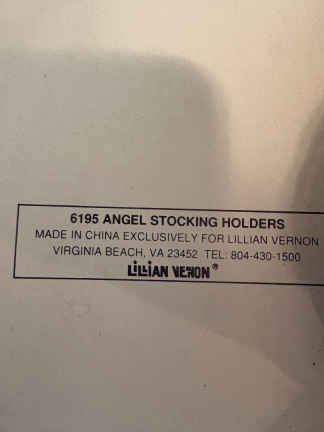 6195 ANGEL STOCKING HOLDERS
MADE IN CHINA EXCLUSIVELY FOR LILLIAN VERNON
VIRGINIA BEACH, VA 23452 TEL: 804-430-1500
LILLIAN VERNON®